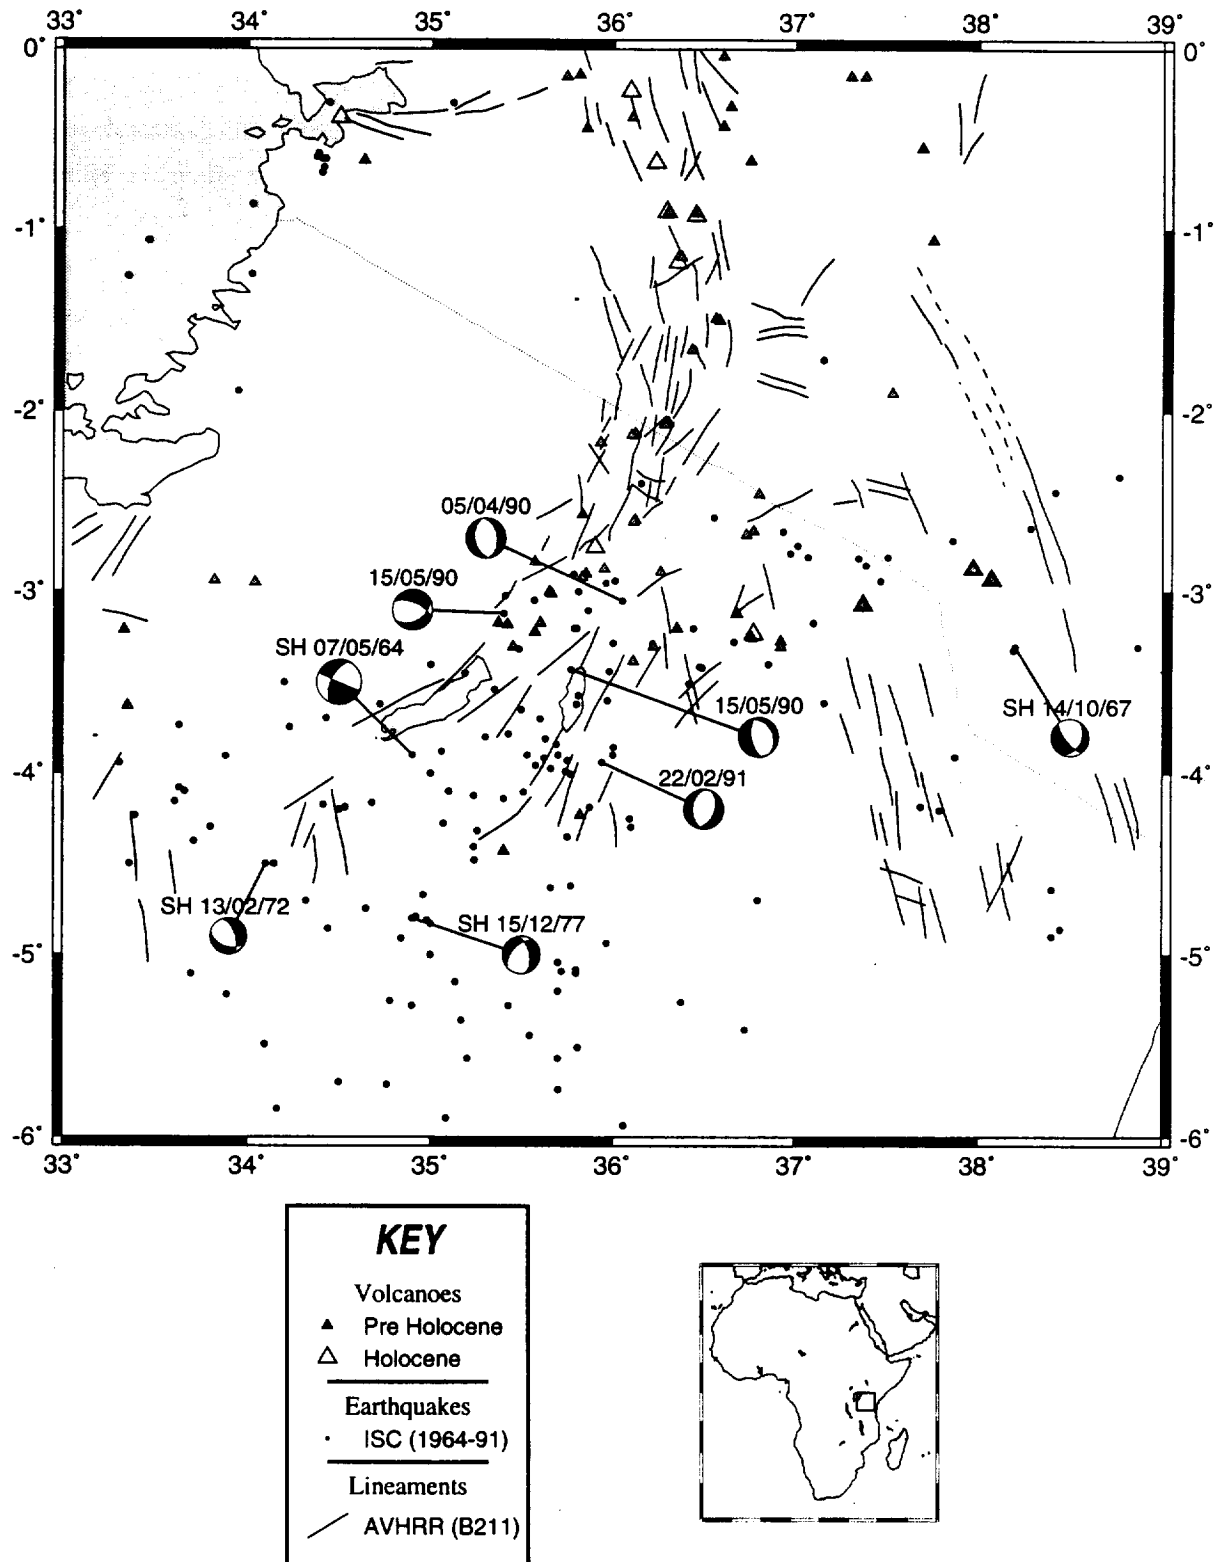 33° 34° 35° 36° 37° 38° 39°
0° 0°
-1° -1°
-2° -2°
05/04/90
-3° 15/05/90 -3°
SH 07/05/64
15/05/90 SH 14/10/67
-4° 22/02/91 -4°
SH 13/02/72
SH 15/12/77
-5° -5°
-6° -6°
33° 34° 35° 36° 37° 38° 39°
KEY
Volcanoes
Pre Holocene
Holocene
Earthquakes
ISC (1964-91)
Lineaments
AVHRR (B211)